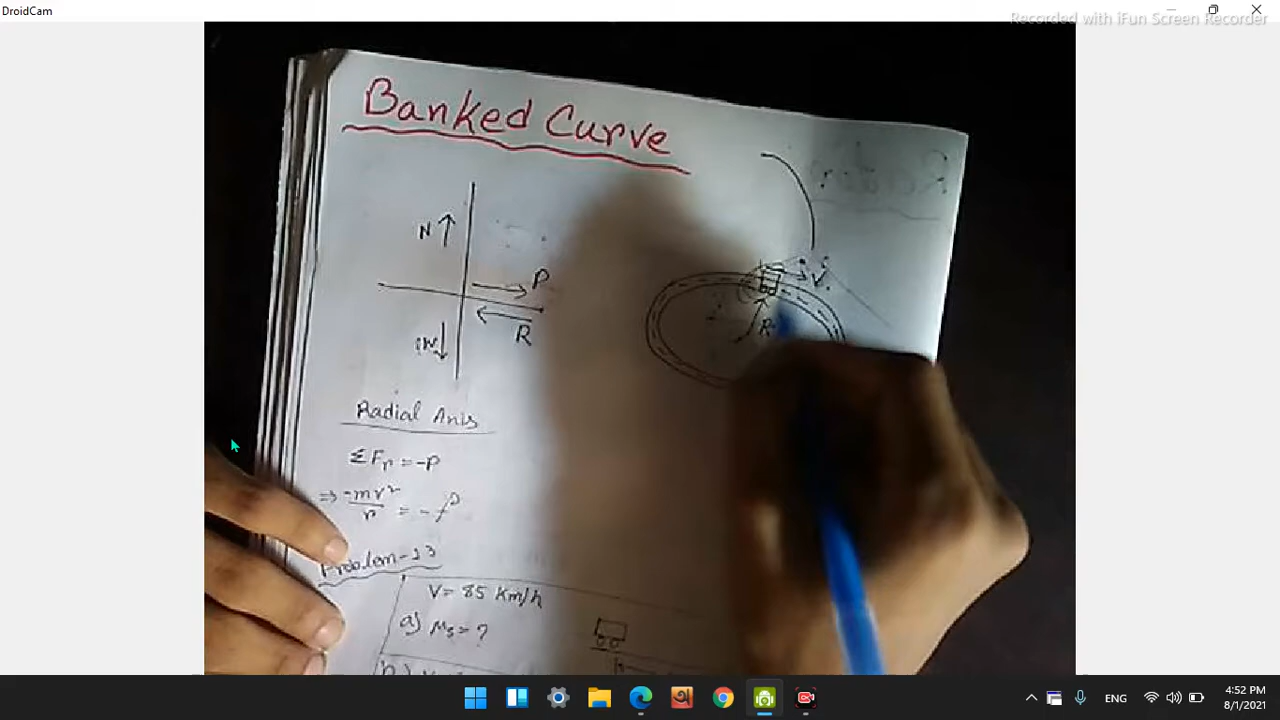 DroidCam
Recorded with iFun Screen Recorder
Banked Curve
N
P
R
V
R
Radial Axis
ΣFr = -P
⇒ -mv²/r = -f
Problem-13
V = 85 Km/h
a) Ms = ?
ENG
4:52 PM
8/1/2021